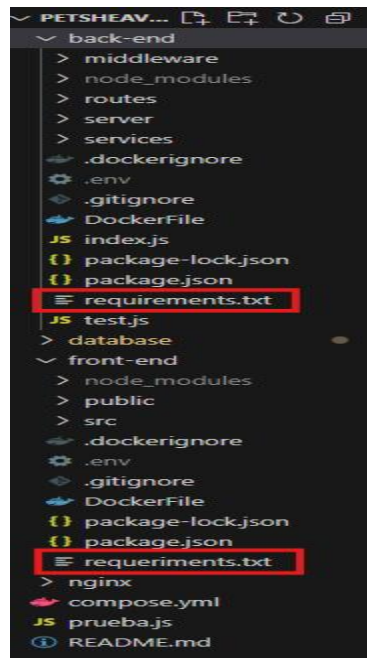 PETSHEAV...
back-end
middleware
node_modules
routes
server
services
.dockerignore
.env
.gitignore
DockerFile
JS index.js
{} package-lock.json
{} package.json
requirements.txt
JS test.js
database
front-end
node_modules
public
src
.dockerignore
.env
.gitignore
DockerFile
{} package-lock.json
{} package.json
requeriments.txt
nginx
compose.yml
JS prueba.js
README.md